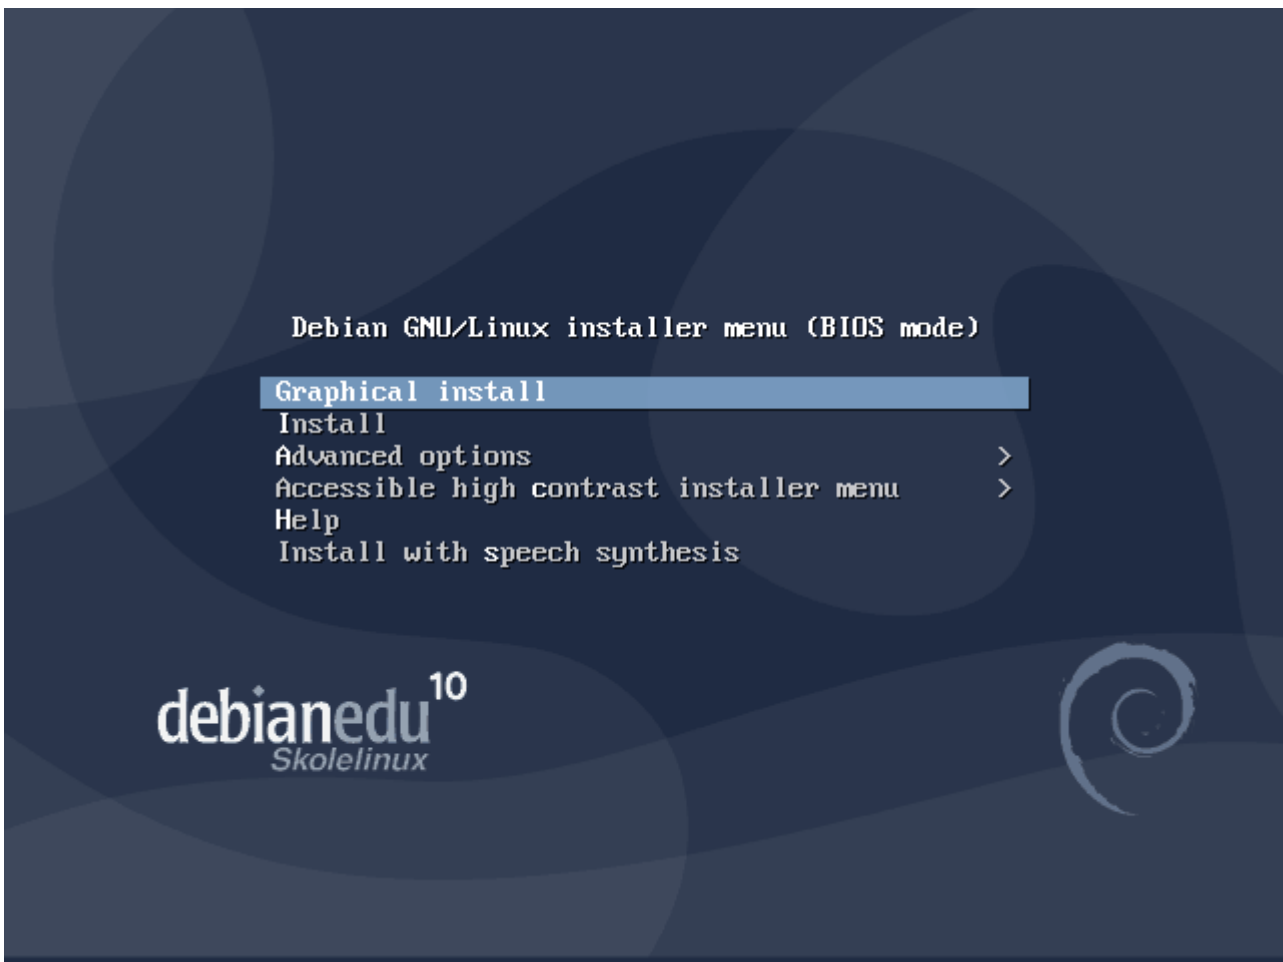 Debian GNU/Linux installer menu (BIOS mode)
Graphical install
Install
Advanced options >
Accessible high contrast installer menu >
Help
Install with speech synthesis
debianedu 10
Skolelinux